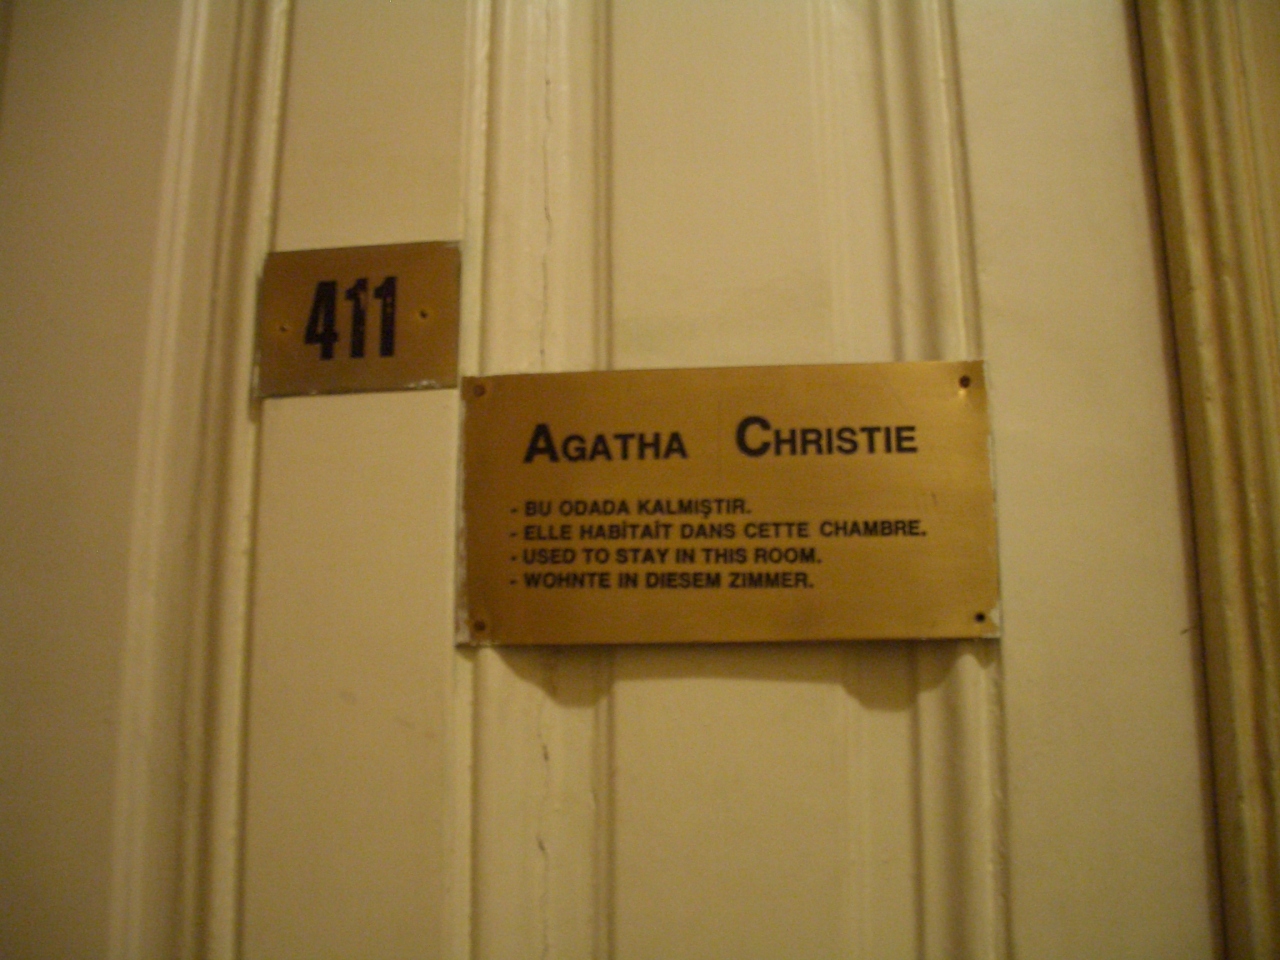 411
AGATHA CHRISTIE
- BU ODADA KALMIŞTIR.
- ELLE HABİTAİT DANS CETTE CHAMBRE.
- USED TO STAY IN THIS ROOM.
- WOHNTE IN DIESEM ZIMMER.